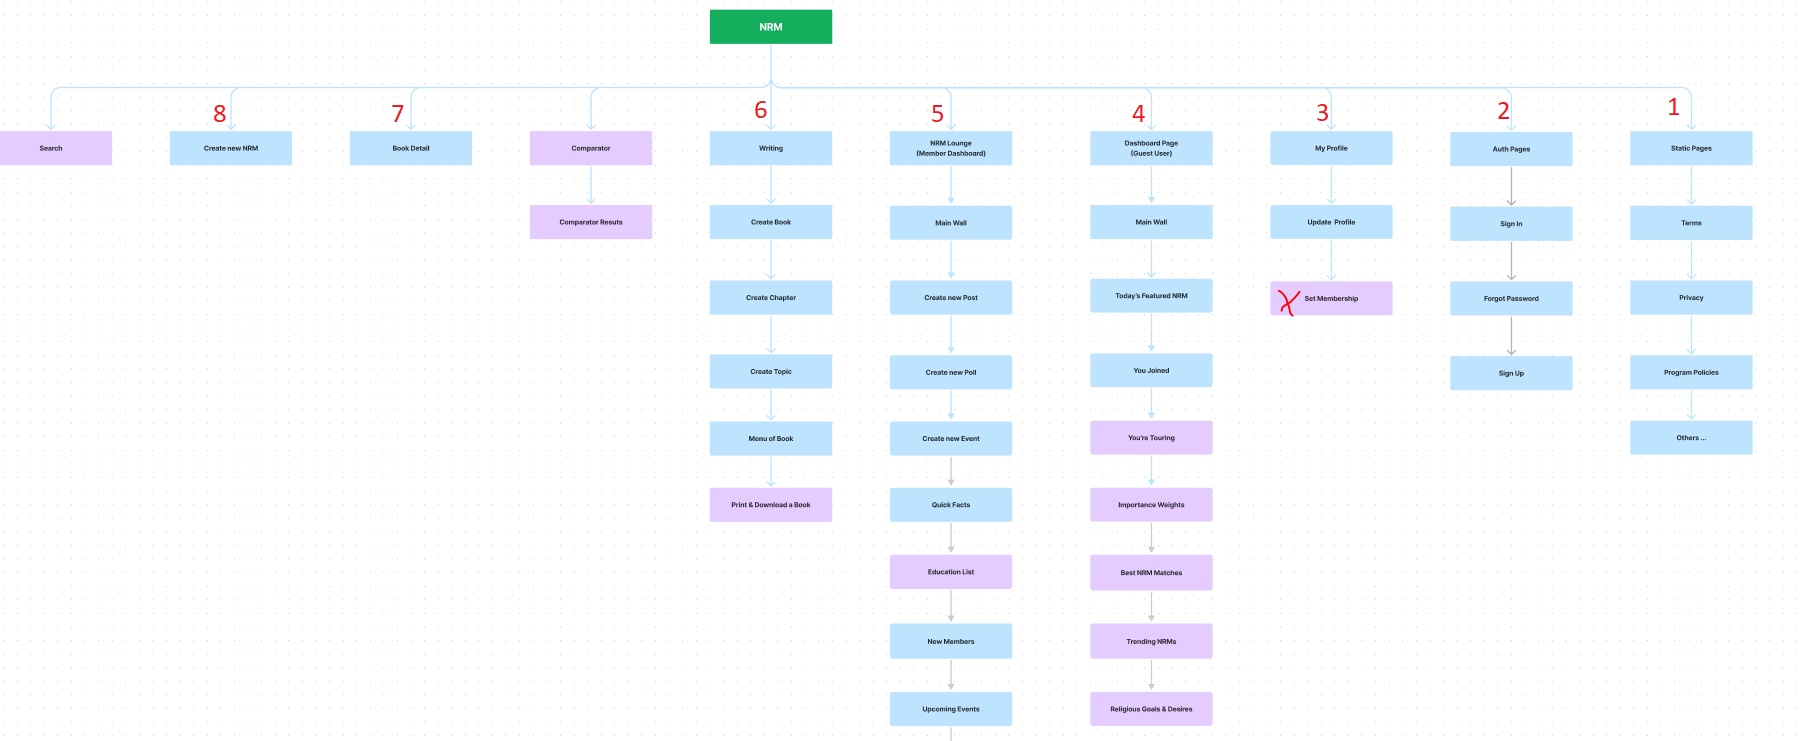 NRM
8
7
6
5
4
3
2
1
Search
Create new NRM
Book Detail
Comparator
Writing
NRM Lounge
(Member Dashboard)
Dashboard Page
(Guest User)
My Profile
Auth Pages
Static Pages
Comparator Resuts
Create Book
Main Wall
Main Wall
Update Profile
Sign In
Terms
Create Chapter
Create new Post
Today's Featured NRM
X Set Membership
Forgot Password
Privacy
Create Topic
Create new Poll
You Joined
Sign Up
Program Policies
Menu of Book
Create new Event
You're Touring
Others ...
Print & Download a Book
Quick Facts
Importance Weights
Education List
Best NRM Matches
New Members
Trending NRMs
Upcoming Events
Religious Goals & Desires